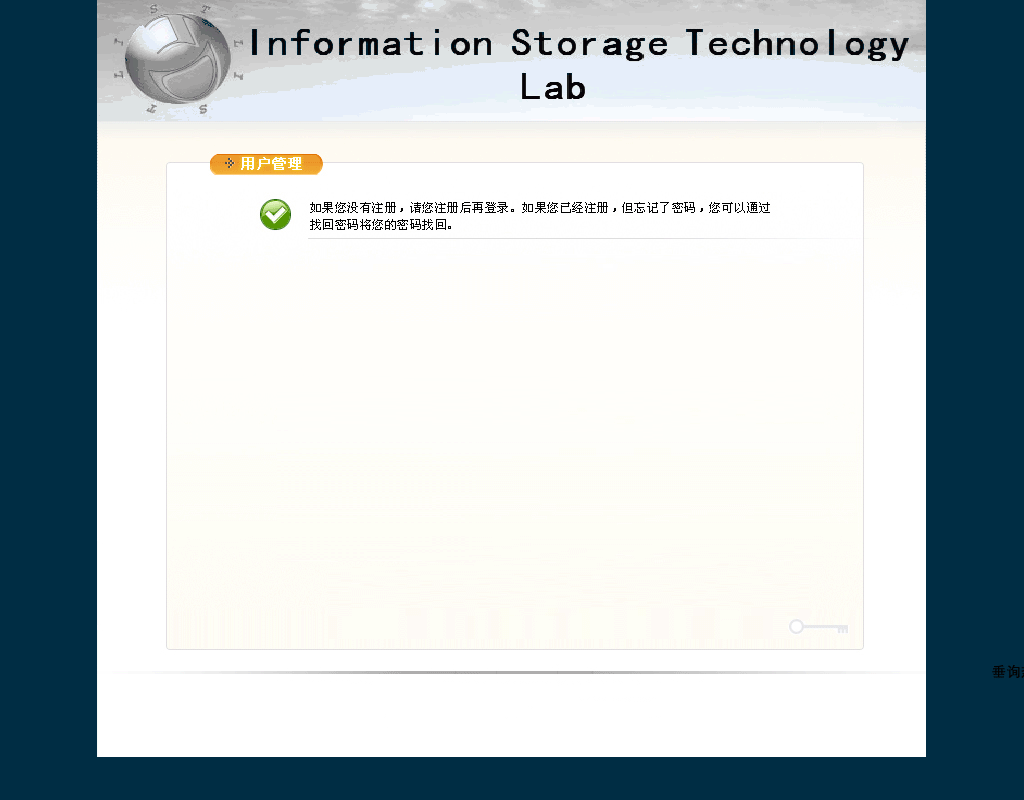 Information Storage Technology
Lab
用户管理
如果您没有注册，请您注册后再登录。如果您已经注册，但忘记了密码，您可以通过
找回密码将您的密码找回。
垂询